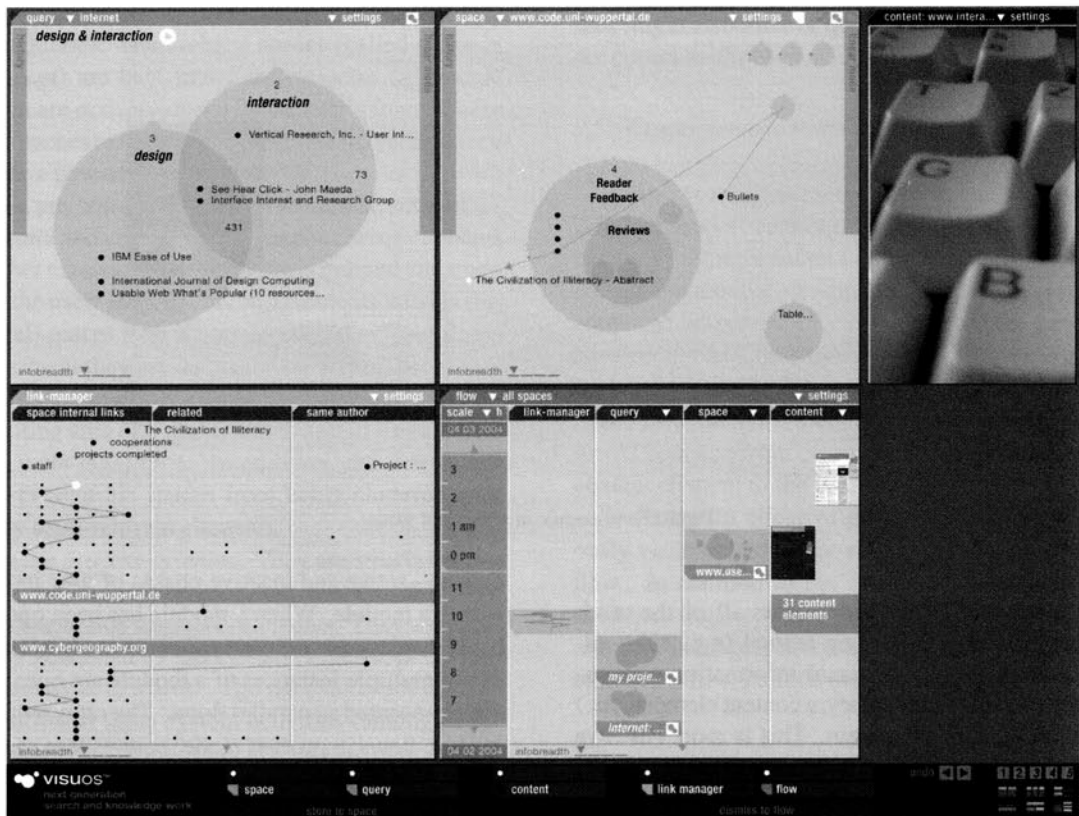 query ▼ internet ▼ settings
design & interaction
2
interaction
3
design
Vertical Research, Inc. - User Int...
73
See Hear Click - John Maeda
Interface Interest and Research Group
431
IBM Ease of Use
International Journal of Design Computing
Usable Web What's Popular (10 resources...
infobreadth
space ▼ www.code.uni-wuppertal.de ▼ settings
4
Reader
Feedback
Bullets
Reviews
The Civilization of Illiteracy - Abstract
Table...
infobreadth
content: www.intera... ▼ settings
T
G
B
link-manager ▼ settings
space internal links related same author
The Civilization of Illiteracy
cooperations
projects completed
staff Project : ...
www.code.uni-wuppertal.de
www.cybergeography.org
infobreadth
flow ▼ all spaces ▼ settings
scale ▼ h link-manager query ▼ space ▼ content ▼
04 03 2004
3
2
1 am
0 pm
11
www.use...
10
31 content
elements
9
8
my proje...
7
internet: ...
04 02 2004
infobreadth
VISUOS™
next generation
search and knowledge work
space query content link manager flow
store to space dismiss to flow
undo
1 2 3 4 5